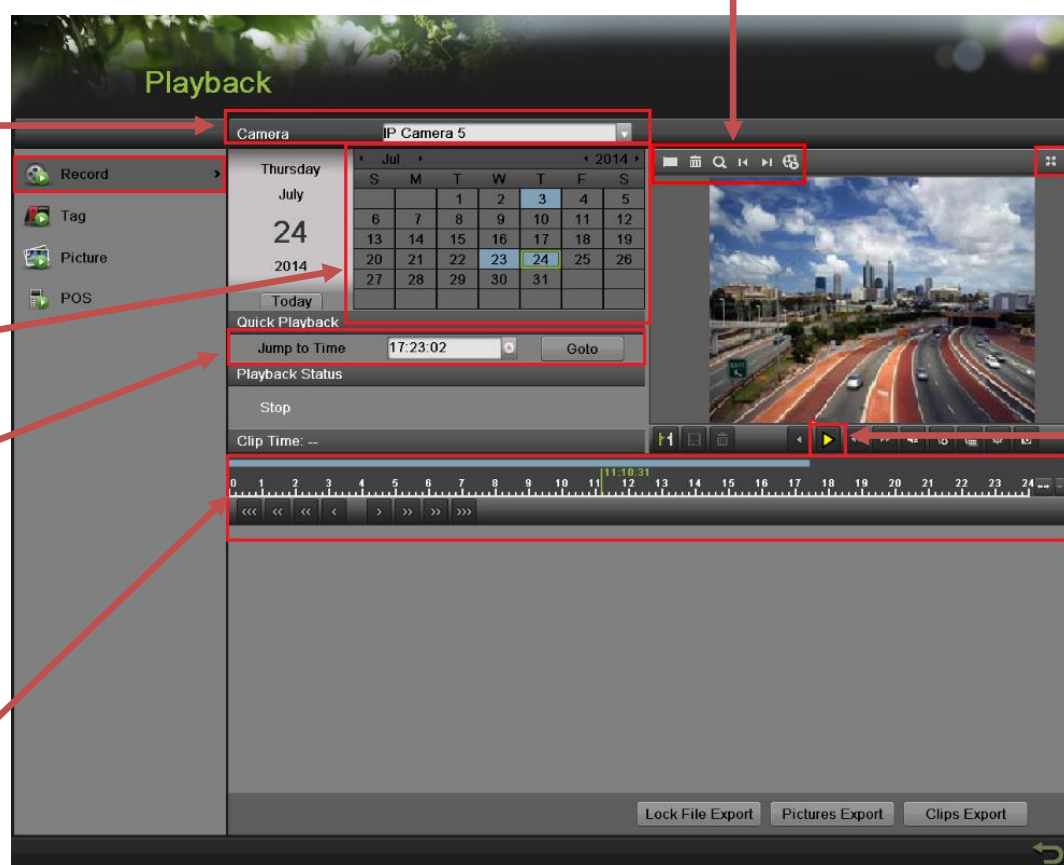 Playback
Camera IP Camera 5
Record
Tag
Picture
POS
Thursday
July
24
2014
Today
Jul 2014
S M T W T F S
1 2 3 4 5
6 7 8 9 10 11 12
13 14 15 16 17 18 19
20 21 22 23 24 25 26
27 28 29 30 31
Quick Playback
Jump to Time 17:23:02 Goto
Playback Status
Stop
Clip Time: --
11:10:31
0 1 2 3 4 5 6 7 8 9 10 11 12 13 14 15 16 17 18 19 20 21 22 23 24
Lock File Export Pictures Export Clips Export